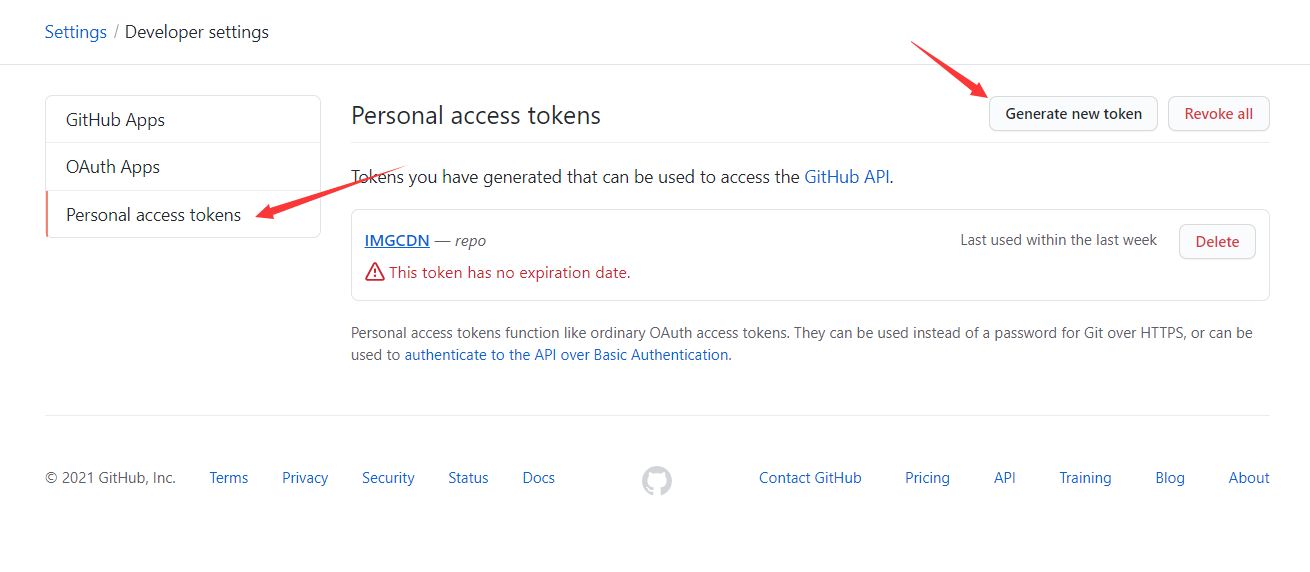 Settings / Developer settings
GitHub Apps
OAuth Apps
Personal access tokens
Personal access tokens
Generate new token
Revoke all
Tokens you have generated that can be used to access the GitHub API.
IMGCDN — repo
Last used within the last week
Delete
This token has no expiration date.
Personal access tokens function like ordinary OAuth access tokens. They can be used instead of a password for Git over HTTPS, or can be
used to authenticate to the API over Basic Authentication.
© 2021 GitHub, Inc. Terms Privacy Security Status Docs Contact GitHub Pricing API Training Blog About